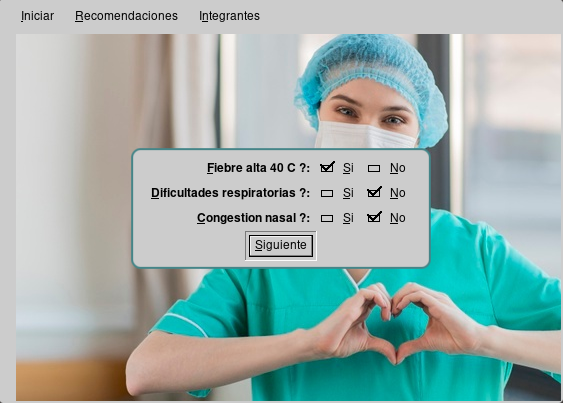 Iniciar Recomendaciones Integrantes
Fiebre alta 40 C ?: Si No
Dificultades respiratorias ?: Si No
Congestion nasal ?: Si No
Siguiente